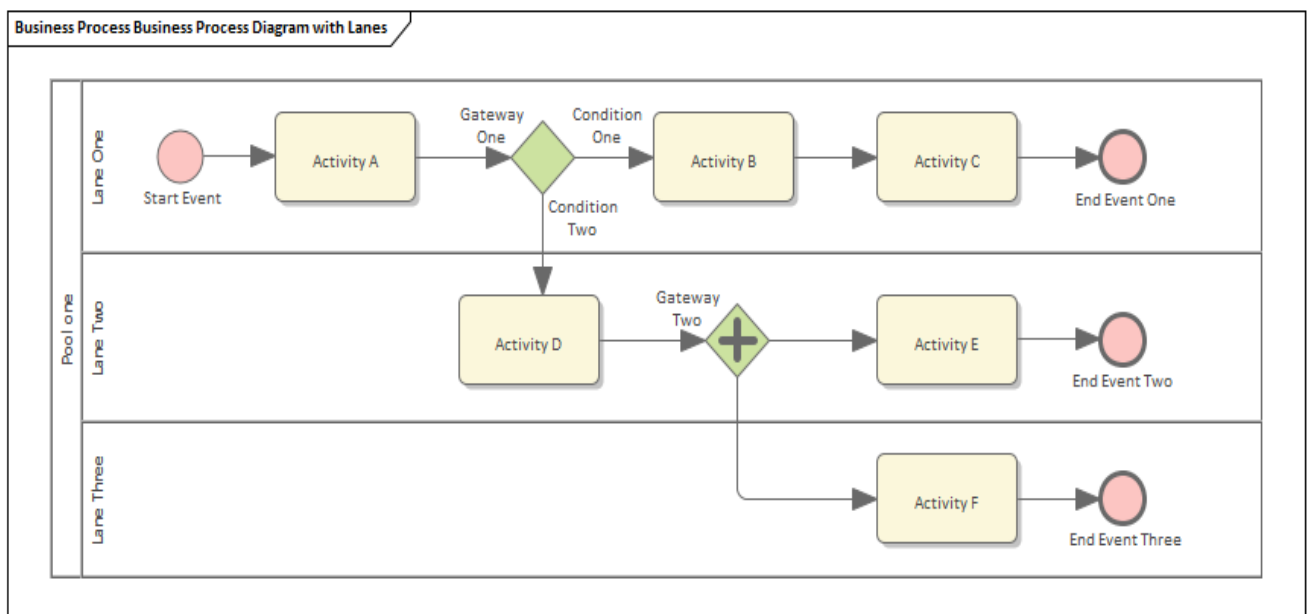 Business Process Business Process Diagram with Lanes
Pool one
Lane One
Start Event
Activity A
Gateway
One
Condition
One
Condition
Two
Activity B
Activity C
End Event One
Lane Two
Activity D
Gateway
Two
Activity E
End Event Two
Lane Three
Activity F
End Event Three